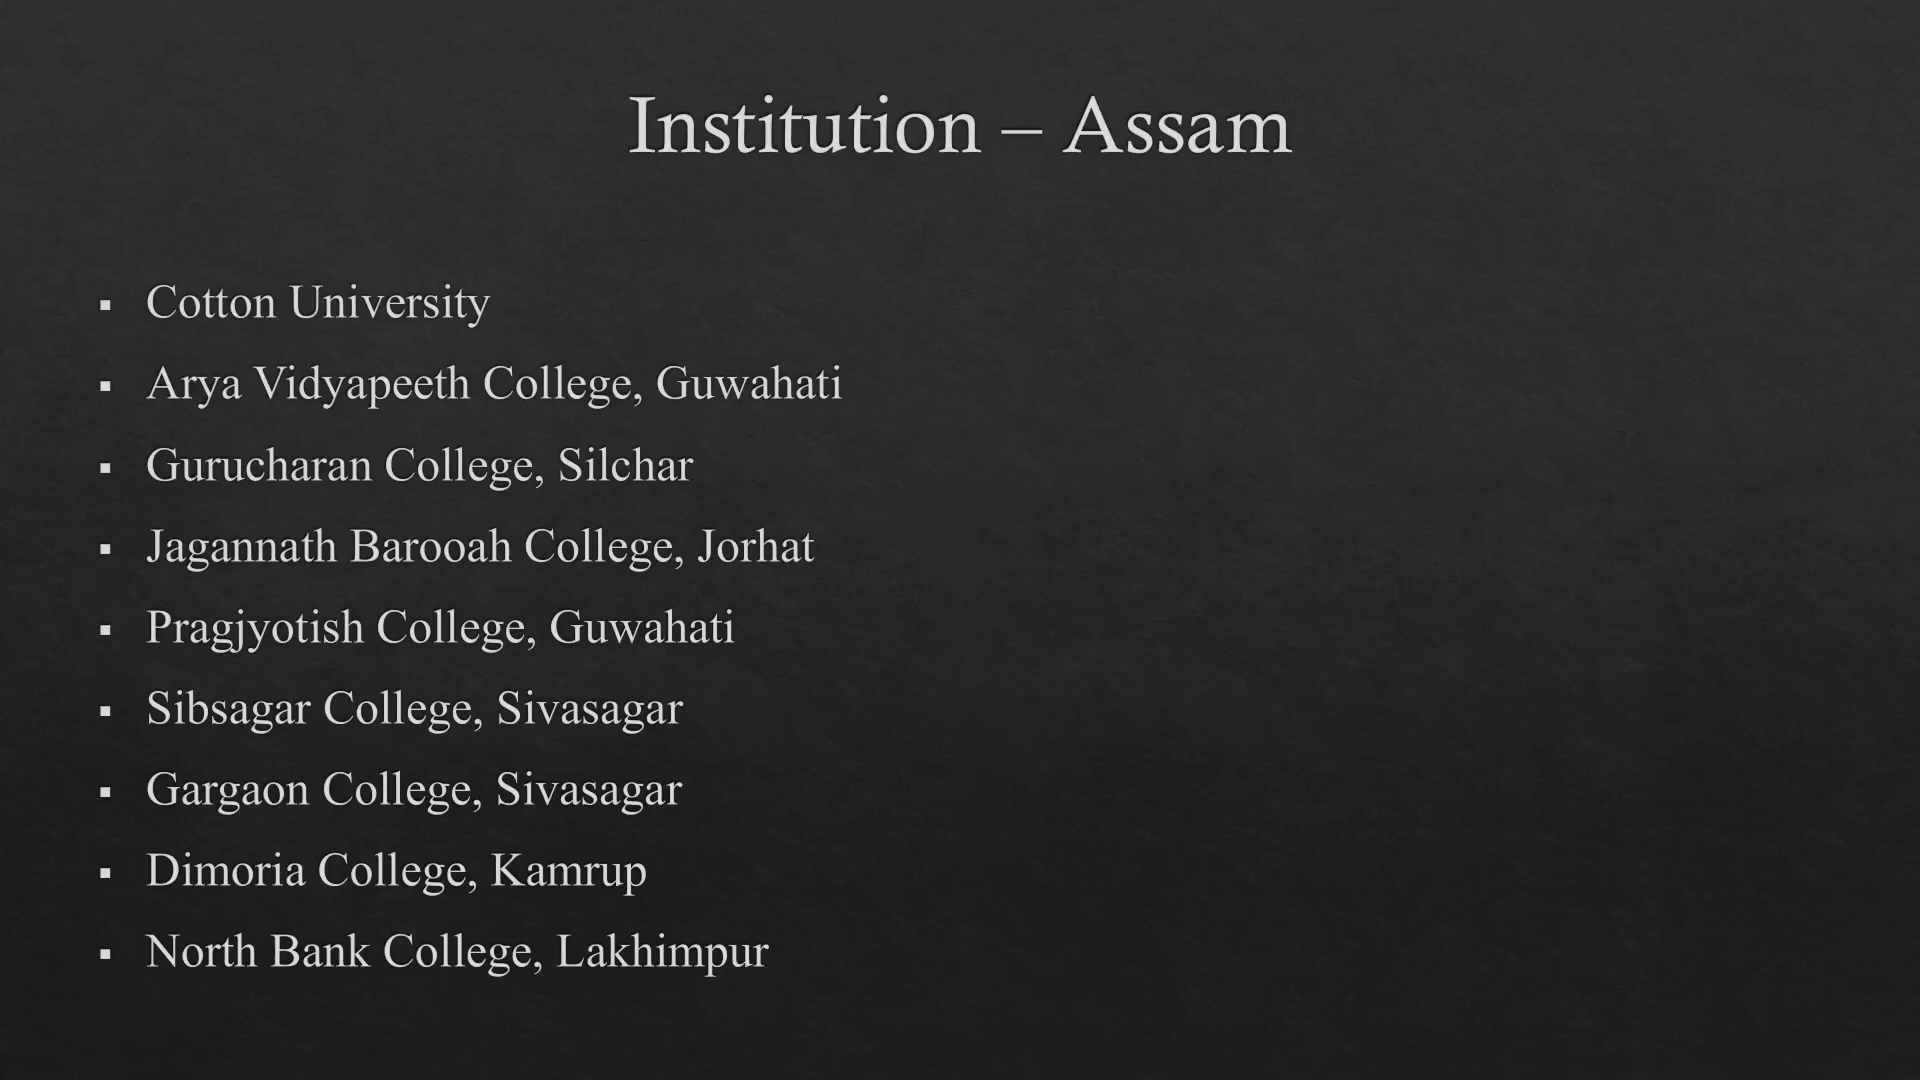 Institution – Assam
▪ Cotton University
▪ Arya Vidyapeeth College, Guwahati
▪ Gurucharan College, Silchar
▪ Jagannath Barooah College, Jorhat
▪ Pragjyotish College, Guwahati
▪ Sibsagar College, Sivasagar
▪ Gargaon College, Sivasagar
▪ Dimoria College, Kamrup
▪ North Bank College, Lakhimpur